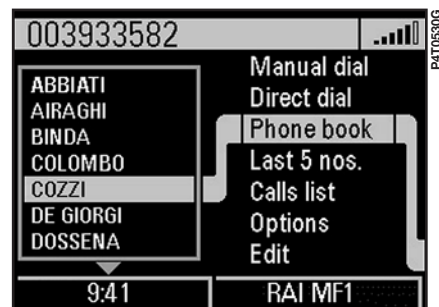 003933582
ABBIATI
AIRAGHI
BINDA
COLOMBO
COZZI
DE GIORGI
DOSSENA
Manual dial
Direct dial
Phone book
Last 5 nos.
Calls list
Options
Edit
9:41
RAI MF1
P4T0530G